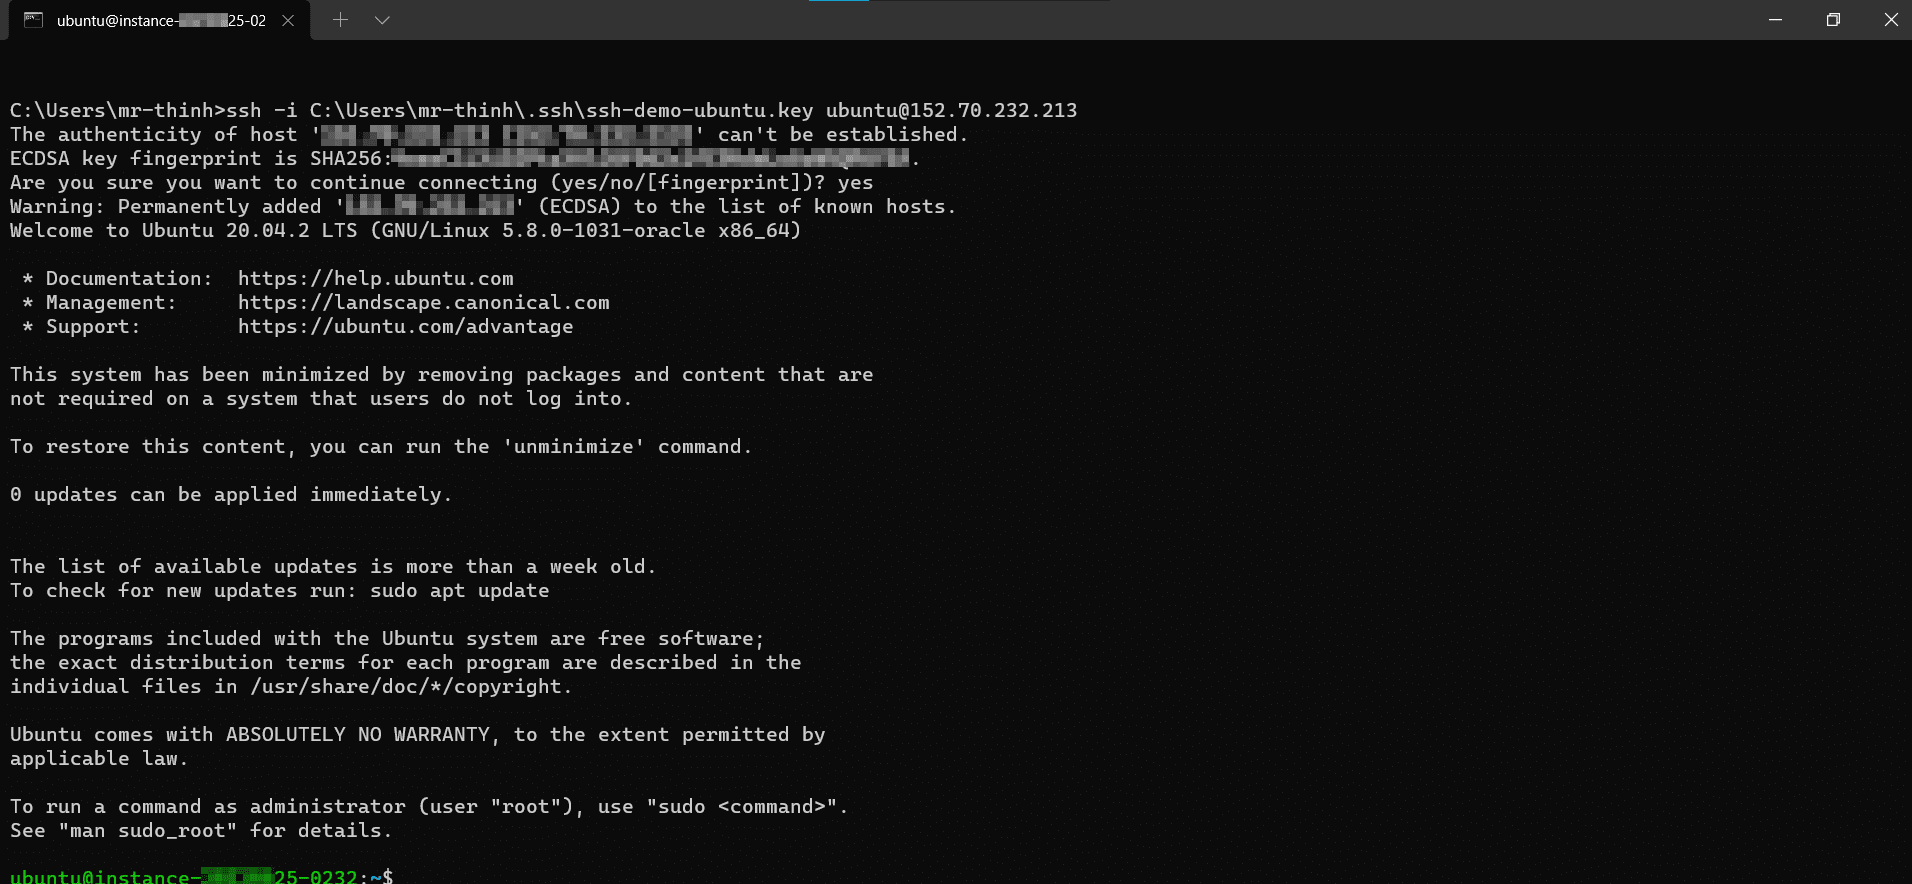 ubuntu@instance- 25-02
C:\Users\mr-thinh>ssh -i C:\Users\mr-thinh\.ssh\ssh-demo-ubuntu.key ubuntu@152.70.232.213
The authenticity of host ' ' can't be established.
ECDSA key fingerprint is SHA256: .
Are you sure you want to continue connecting (yes/no/[fingerprint])? yes
Warning: Permanently added ' ' (ECDSA) to the list of known hosts.
Welcome to Ubuntu 20.04.2 LTS (GNU/Linux 5.8.0-1031-oracle x86_64)
* Documentation: https://help.ubuntu.com
* Management: https://landscape.canonical.com
* Support: https://ubuntu.com/advantage
This system has been minimized by removing packages and content that are
not required on a system that users do not log into.
To restore this content, you can run the 'unminimize' command.
0 updates can be applied immediately.
The list of available updates is more than a week old.
To check for new updates run: sudo apt update
The programs included with the Ubuntu system are free software;
the exact distribution terms for each program are described in the
individual files in /usr/share/doc/*/copyright.
Ubuntu comes with ABSOLUTELY NO WARRANTY, to the extent permitted by
applicable law.
To run a command as administrator (user "root"), use "sudo <command>".
See "man sudo_root" for details.
ubuntu@instance- 25-0232:~$